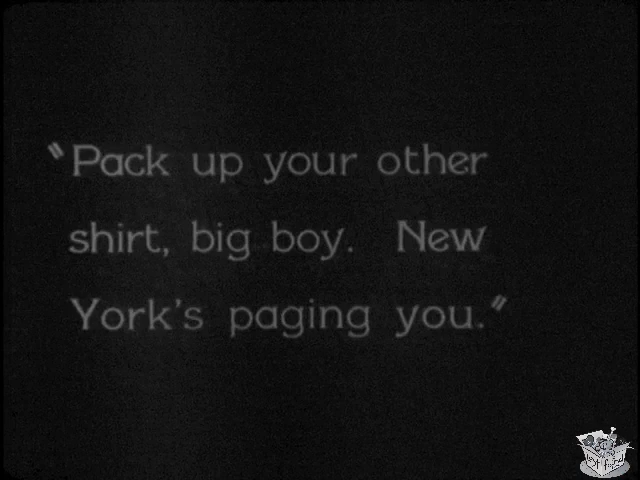 "Pack up your other
shirt, big boy. New
York's paging you."